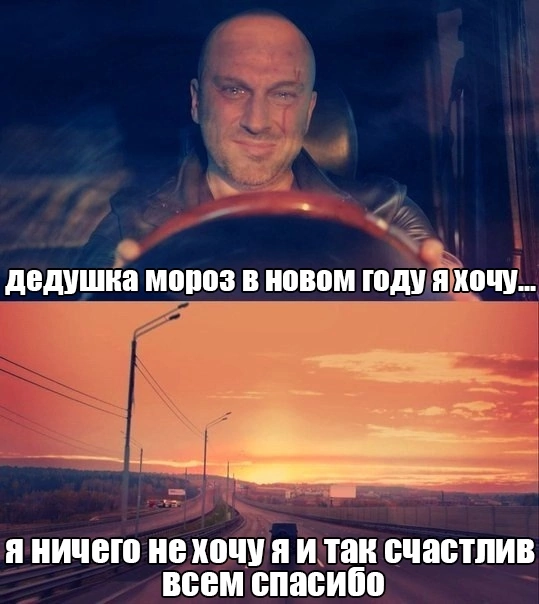 дедушка мороз в новом году я хочу...
я ничего не хочу я и так счастлив
всем спасибо